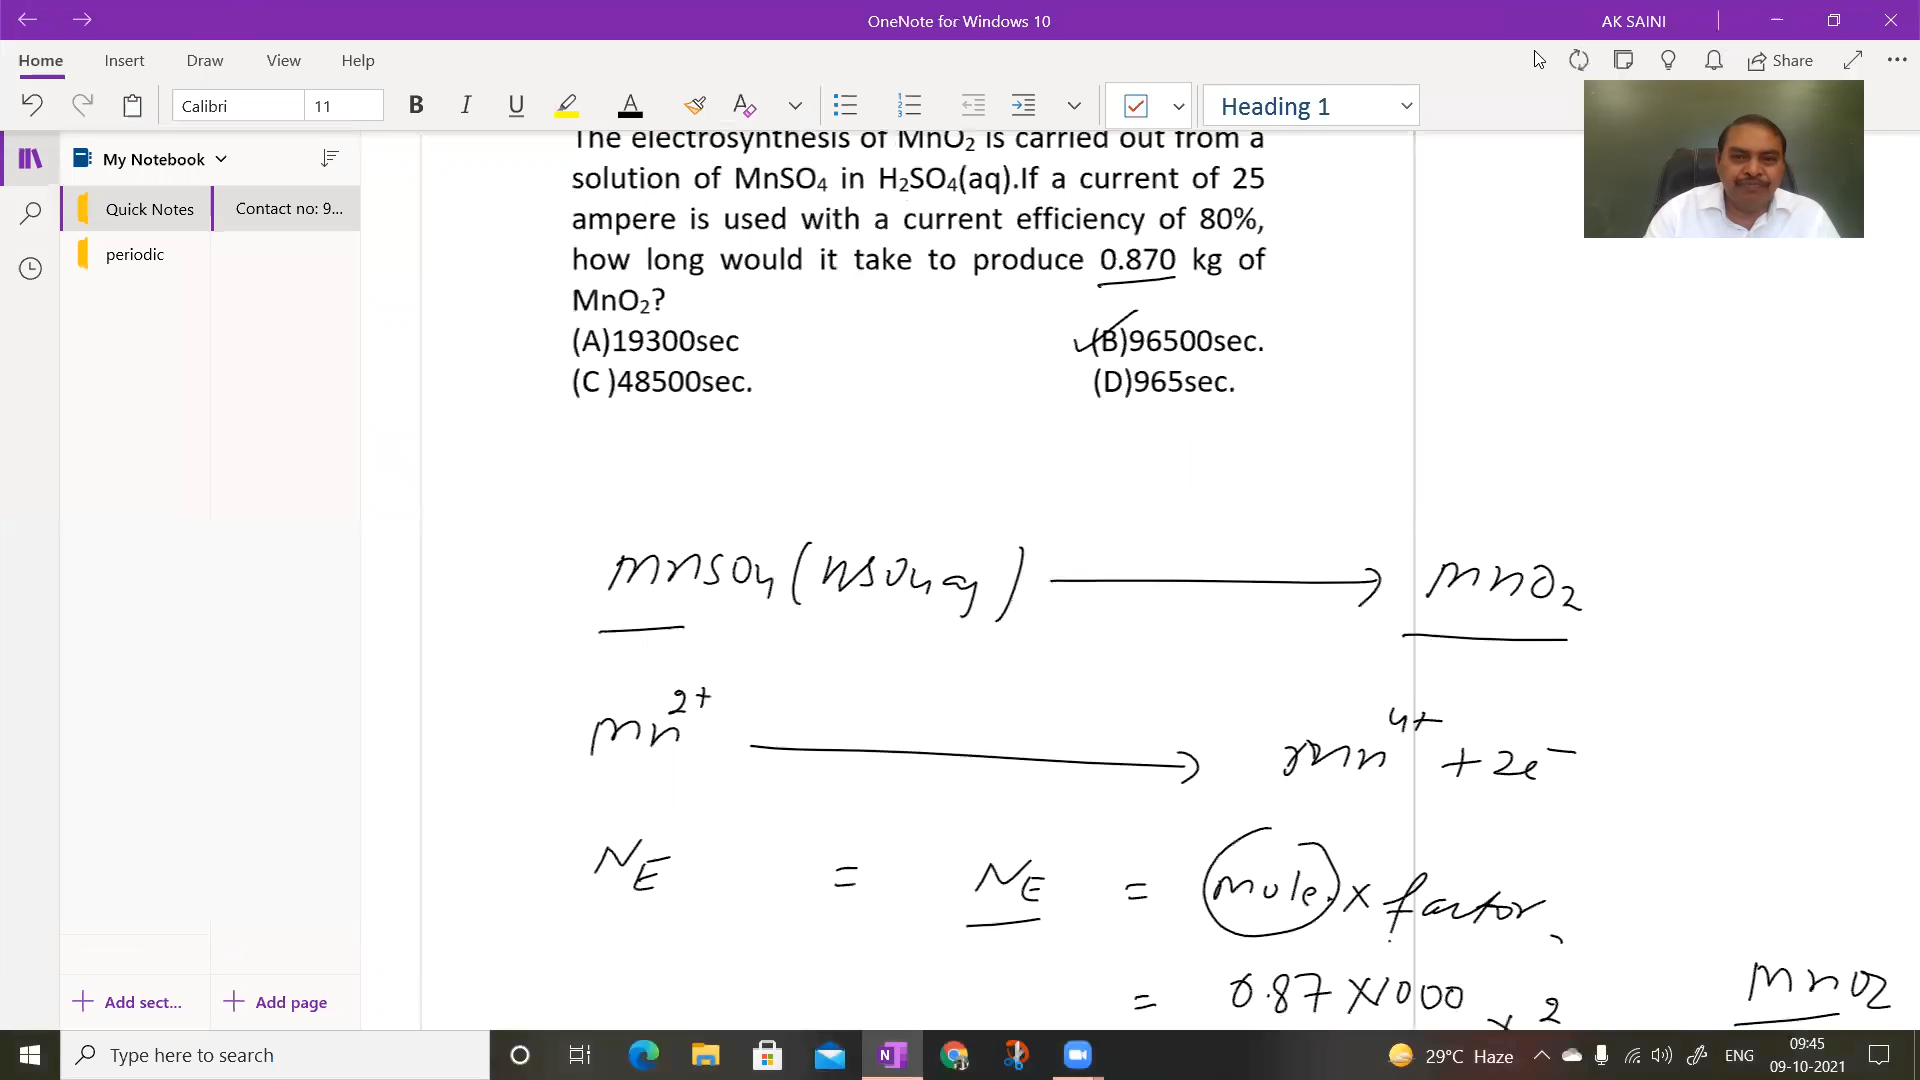 OneNote for Windows 10
AK SAINI
Home Insert Draw View Help
Share
Calibri 11 B I U A A Heading 1
My Notebook
Quick Notes
periodic
Contact no: 9...
The electrosynthesis of MnO₂ is carried out from a
solution of MnSO₄ in H₂SO₄(aq).If a current of 25
ampere is used with a current efficiency of 80%,
how long would it take to produce 0.870 kg of
MnO₂?
(A)19300sec (B)96500sec.
(C )48500sec. (D)965sec.
MnSO4 (HSO4 aq) → MnO2
Mn²⁺ → Mn⁴⁺ + 2e⁻
NE = NE = mole × factor
= 0.87 × 1000 × 2
MnO2
Add sect...
Add page
Type here to search
29°C Haze
ENG
09:45
09-10-2021